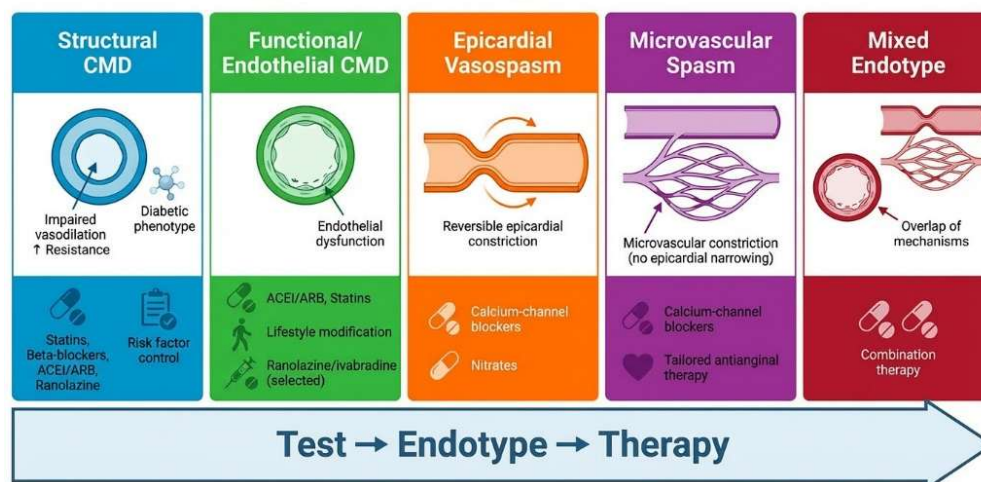 Structural
CMD
Impaired
vasodilation
↑ Resistance
Diabetic
phenotype
Statins,
Beta-blockers,
ACEI/ARB,
Ranolazine
Risk factor
control
Functional/
Endothelial CMD
Endothelial
dysfunction
ACEI/ARB, Statins
Lifestyle modification
Ranolazine/ivabradine
(selected)
Epicardial
Vasospasm
Reversible epicardial
constriction
Calcium-channel
blockers
Nitrates
Microvascular
Spasm
Microvascular constriction
(no epicardial narrowing)
Calcium-channel
blockers
Tailored antianginal
therapy
Mixed
Endotype
Overlap of
mechanisms
Combination
therapy
Test → Endotype → Therapy